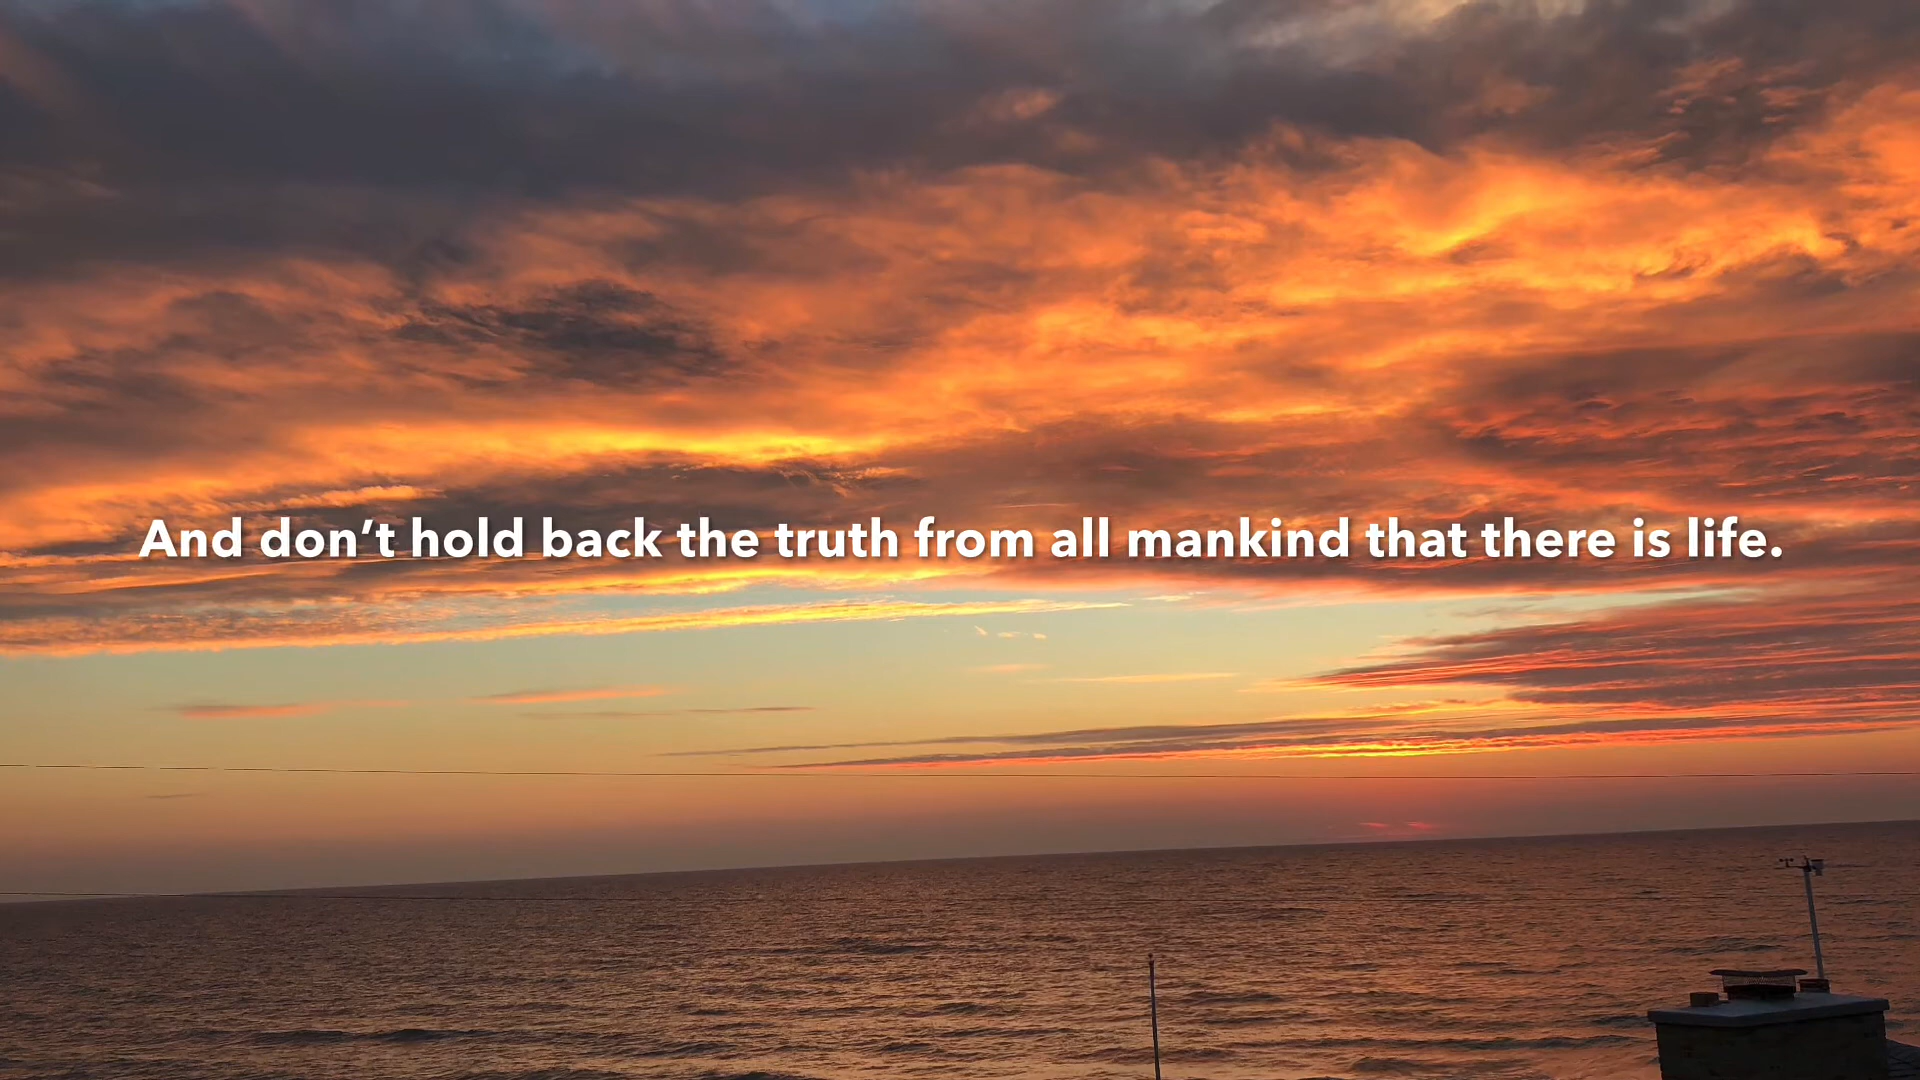 And don’t hold back the truth from all mankind that there is life.